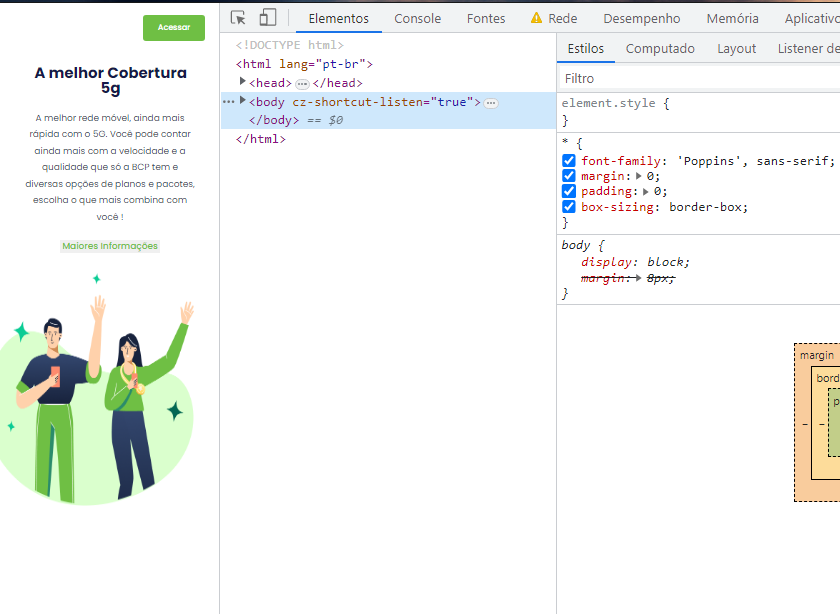 Acessar
A melhor Cobertura
5g
A melhor rede móvel, ainda mais
rápida com o 5G. Você pode contar
ainda mais com a velocidade e a
qualidade que só a BCP tem e
diversas opções de planos e pacotes,
escolha o que mais combina com
você !
Maiores Informações
Elementos Console Fontes Rede Desempenho Memória Aplicativo
<!DOCTYPE html>
<html lang="pt-br">
<head> … </head>
… <body cz-shortcut-listen="true"> …
</body> == $0
</html>
Estilos Computado Layout Listener de
Filtro
element.style {
}
* {
font-family: 'Poppins', sans-serif;
margin: 0;
padding: 0;
box-sizing: border-box;
}
body {
display: block;
margin: 8px;
}
margin
bord
p
– –